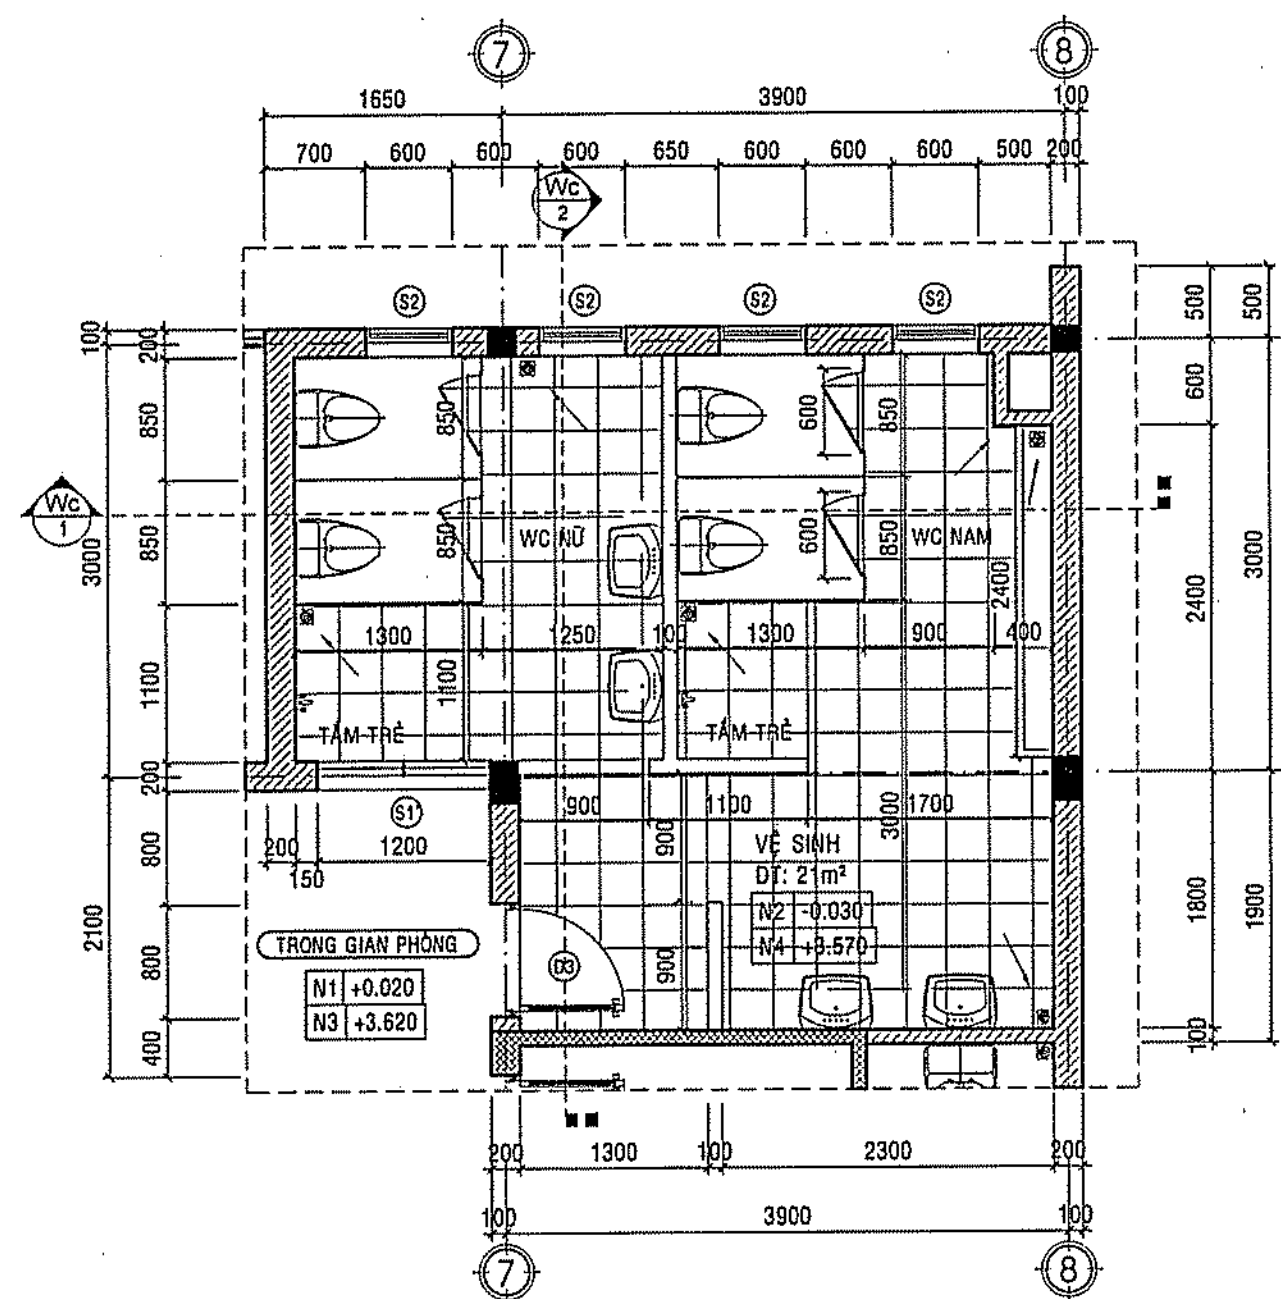 7 8
1650 3900 100
700 600 600 600 650 600 600 600 500 200
Wc
2
S2 S2 S2 S2
100 200 500 500
850 850 600 850 600
Wc
1
WC NỮ WC NAM
850 850 600 850
3000 2400 2400 3000
1300 1250 100 1300 900 400
1100 1100
TẮM TRẺ TẮM TRẺ
200
900 1100 1700
S1'
200 1200
150
800 900 3000
VỆ SINH
DT: 21m²
N2 -0.030
N4 +3.570
1800 1900
2100
TRONG GIAN PHÒNG
N1 +0.020
N3 +3.620
800 D3 900
400 100
200 1300 100 2300 200
100 3900 100
7 8